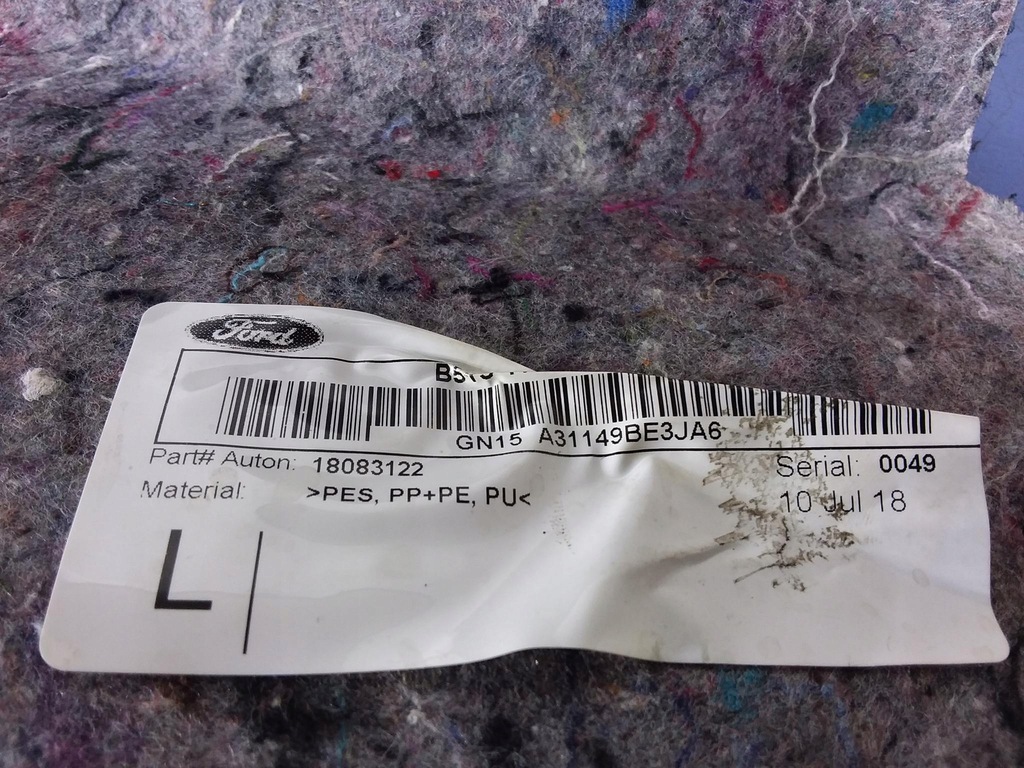 Ford
GN15 A31149BE3JA6
Part# Auton: 18083122
Serial: 0049
Material: >PES, PP+PE, PU<
10 Jul 18
L